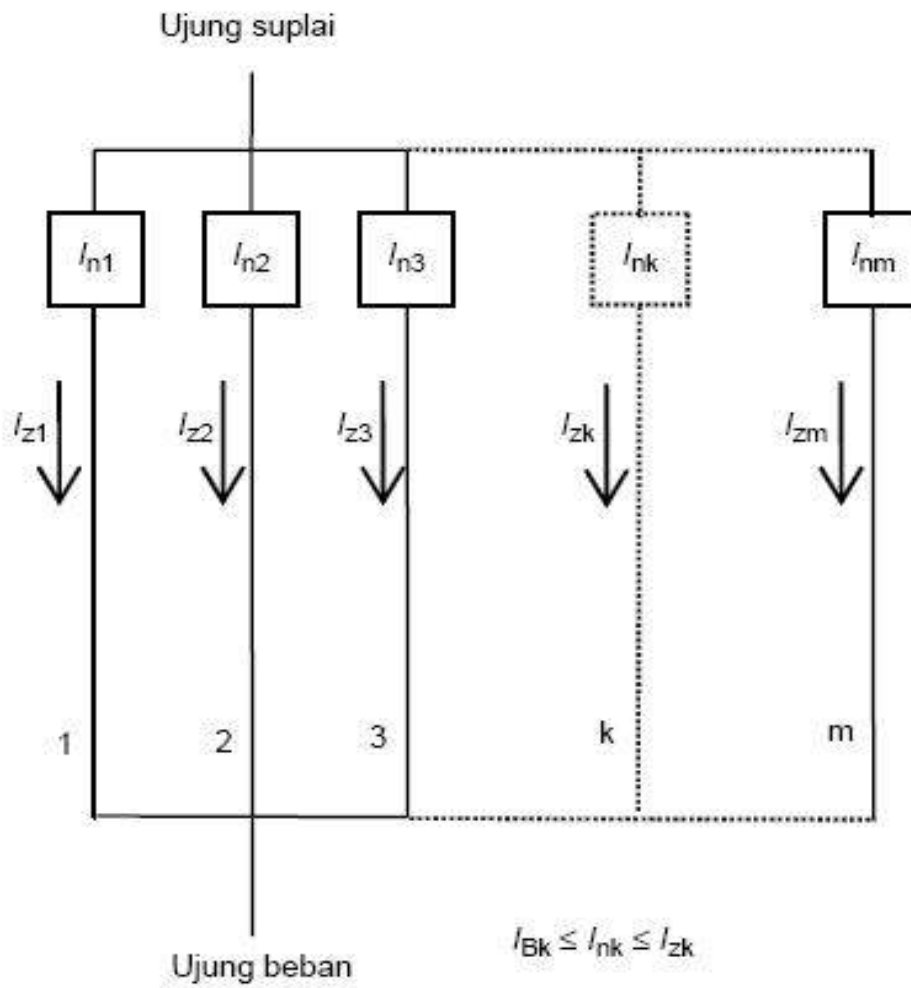 Ujung suplai
In1 In2 In3 Ink Inm
Iz1 Iz2 Iz3 Izk Izm
1 2 3 k m
IBk ≤ Ink ≤ Izk
Ujung beban